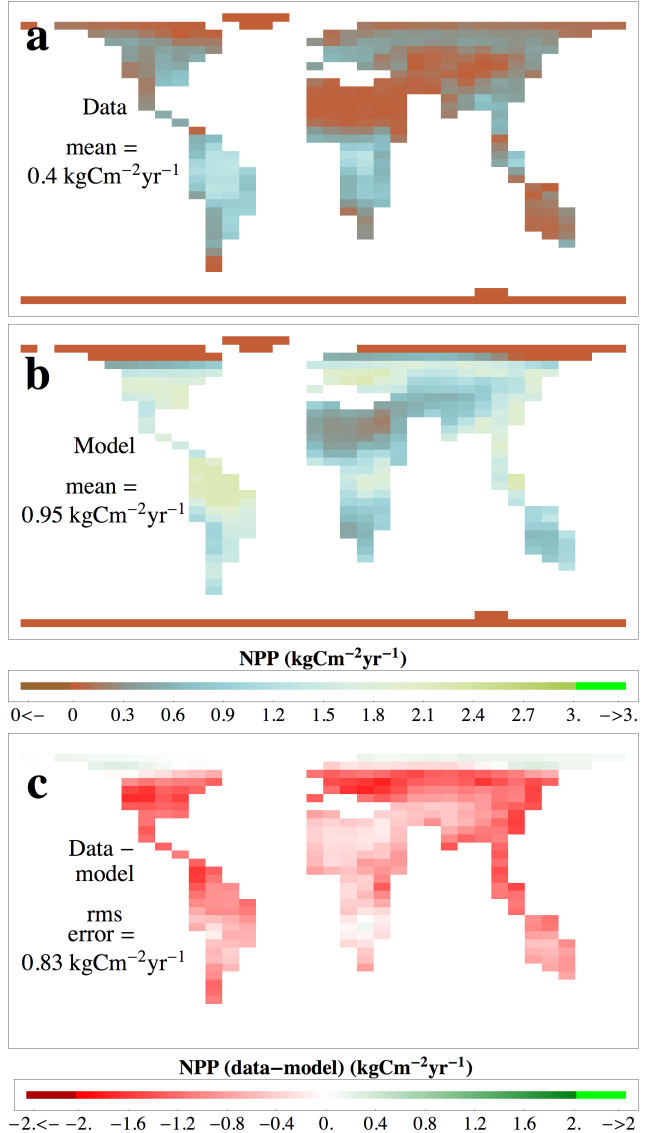 a
Data
mean =
0.4 kgCm−2yr−1
b
Model
mean =
0.95 kgCm−2yr−1
NPP (kgCm−2yr−1)
0<- 0 0.3 0.6 0.9 1.2 1.5 1.8 2.1 2.4 2.7 3. ->3.
c
Data −
model
rms
error =
0.83 kgCm−2yr−1
NPP (data−model) (kgCm−2yr−1)
-2.<- -2. -1.6 -1.2 -0.8 -0.4 0. 0.4 0.8 1.2 1.6 2. ->2